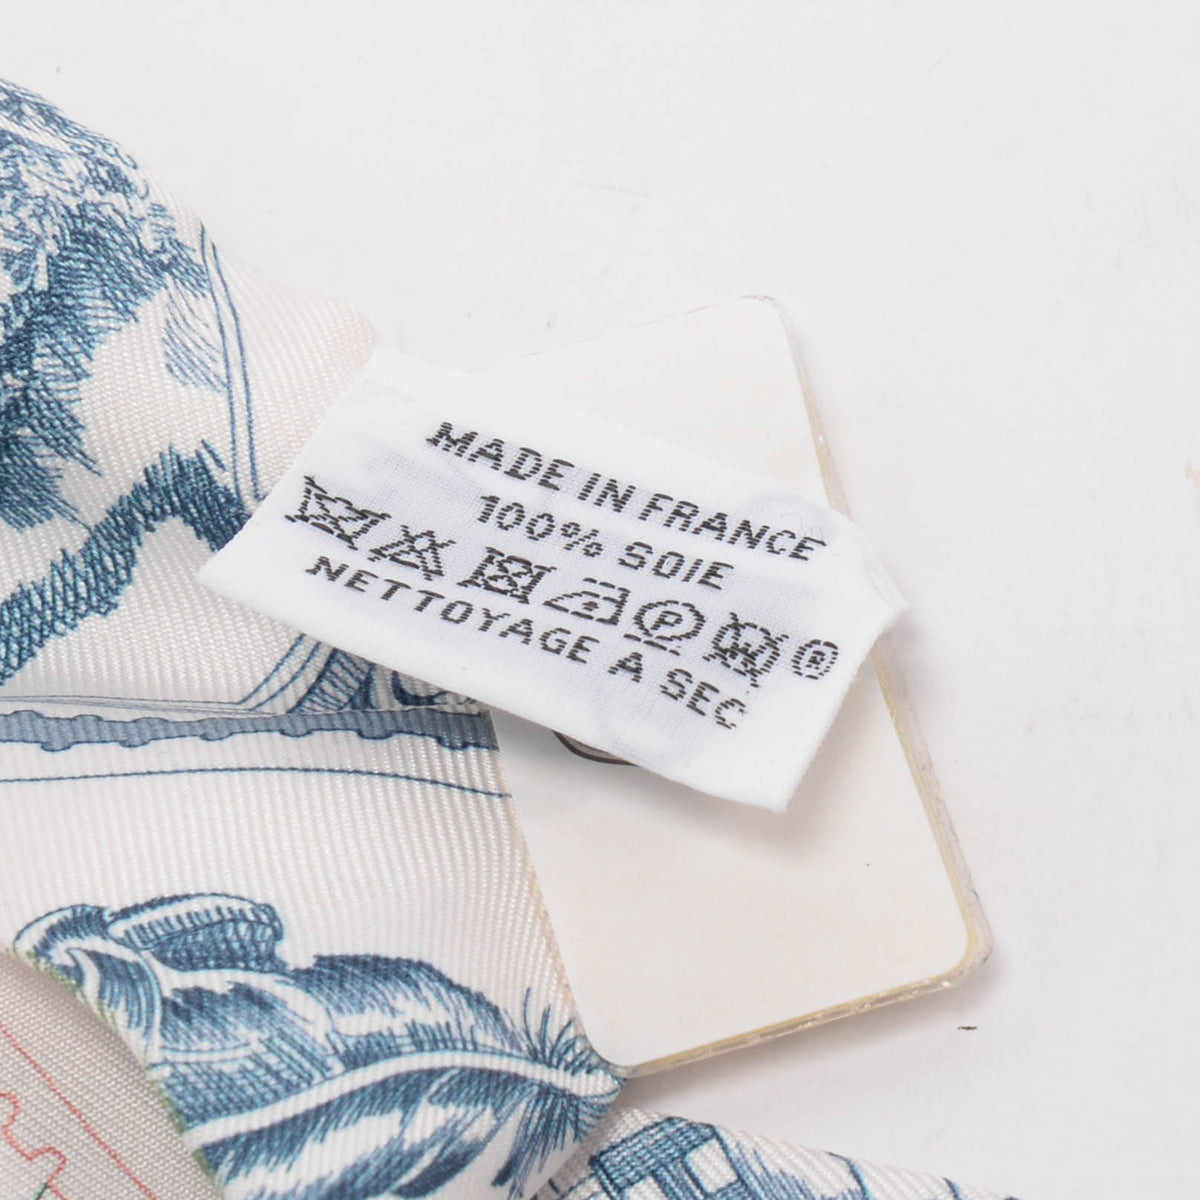 MADE IN FRANCE
100% SOIE
P ®
NETTOYAGE A SEC